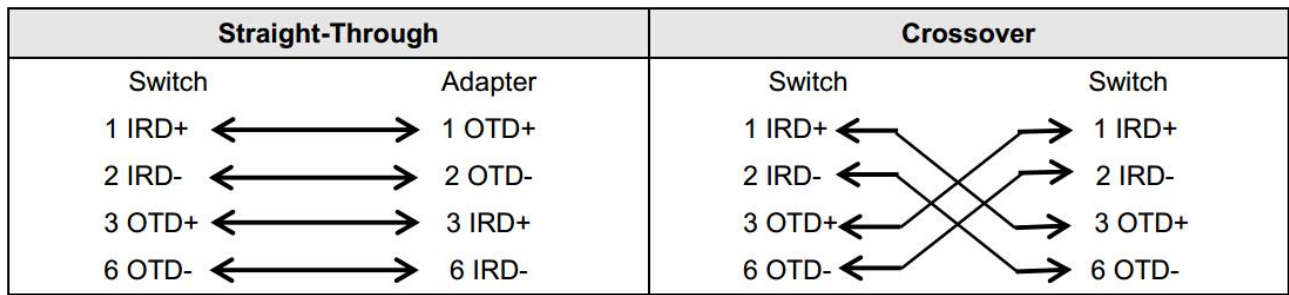 Straight-Through Crossover
Switch Adapter Switch Switch
1 IRD+ 1 OTD+ 1 IRD+ 1 IRD+
2 IRD- 2 OTD- 2 IRD- 2 IRD-
3 OTD+ 3 IRD+ 3 OTD+ 3 OTD+
6 OTD- 6 IRD- 6 OTD- 6 OTD-